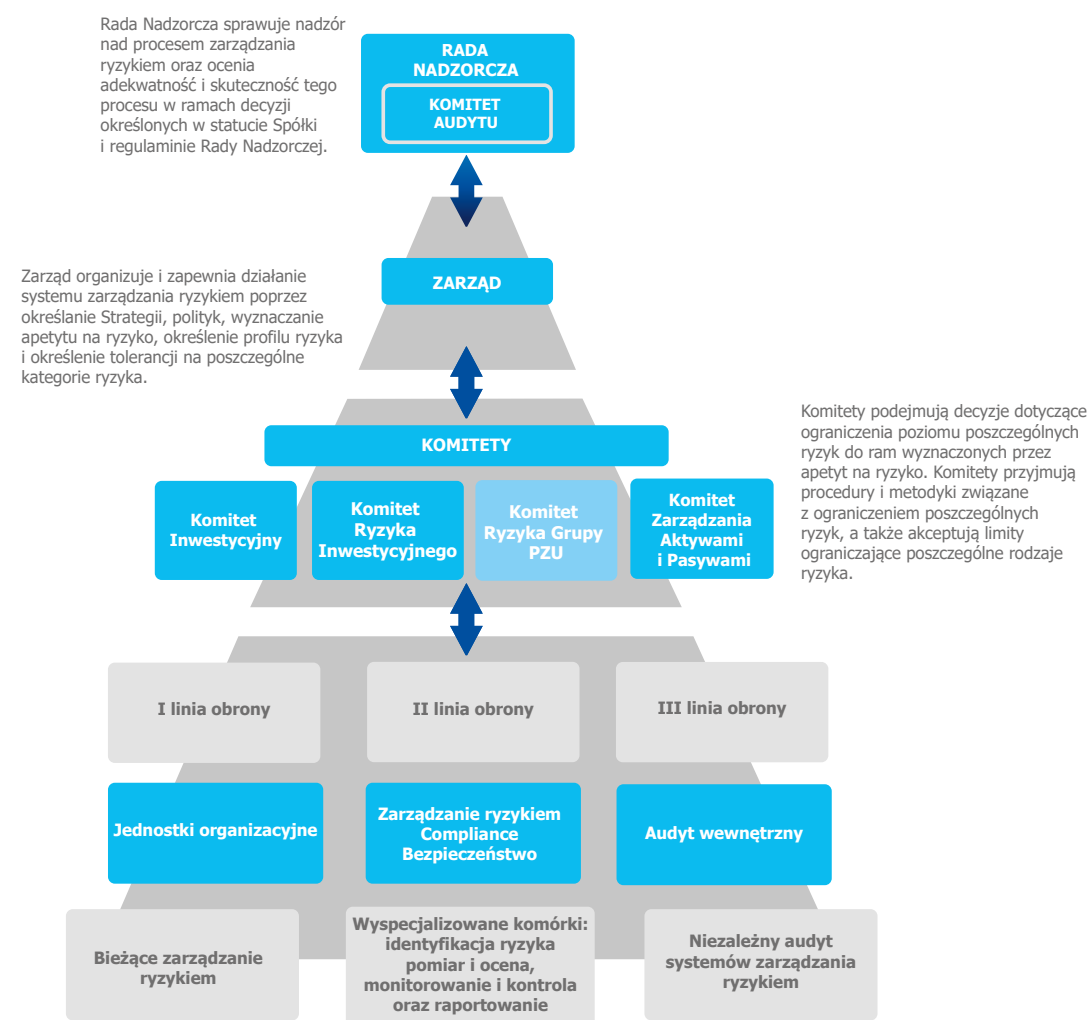 Rada Nadzorcza sprawuje nadzór
nad procesem zarządzania
ryzykiem oraz ocenia
adekwatność i skuteczność tego
procesu w ramach decyzji
określonych w statucie Spółki
i regulaminie Rady Nadzorczej.
RADA
NADZORCZA
KOMITET
AUDYTU
Zarząd organizuje i zapewnia działanie
systemu zarządzania ryzykiem poprzez
określanie Strategii, polityk, wyznaczanie
apetytu na ryzyko, określenie profilu ryzyka
i określenie tolerancji na poszczególne
kategorie ryzyka.
ZARZĄD
KOMITETY
Komitet
Inwestycyjny
Komitet
Ryzyka
Inwestycyjnego
Komitet
Ryzyka Grupy
PZU
Komitet
Zarządzania
Aktywami
i Pasywami
Komitety podejmują decyzje dotyczące
ograniczenia poziomu poszczególnych
ryzyk do ram wyznaczonych przez
apetyt na ryzyko. Komitety przyjmują
procedury i metodyki związane
z ograniczeniem poszczególnych
ryzyk, a także akceptują limity
ograniczające poszczególne rodzaje
ryzyka.
I linia obrony
II linia obrony
III linia obrony
Jednostki organizacyjne
Zarządzanie ryzykiem
Compliance
Bezpieczeństwo
Audyt wewnętrzny
Bieżące zarządzanie
ryzykiem
Wyspecjalizowane komórki:
identyfikacja ryzyka
pomiar i ocena,
monitorowanie i kontrola
oraz raportowanie
Niezależny audyt
systemów zarządzania
ryzykiem